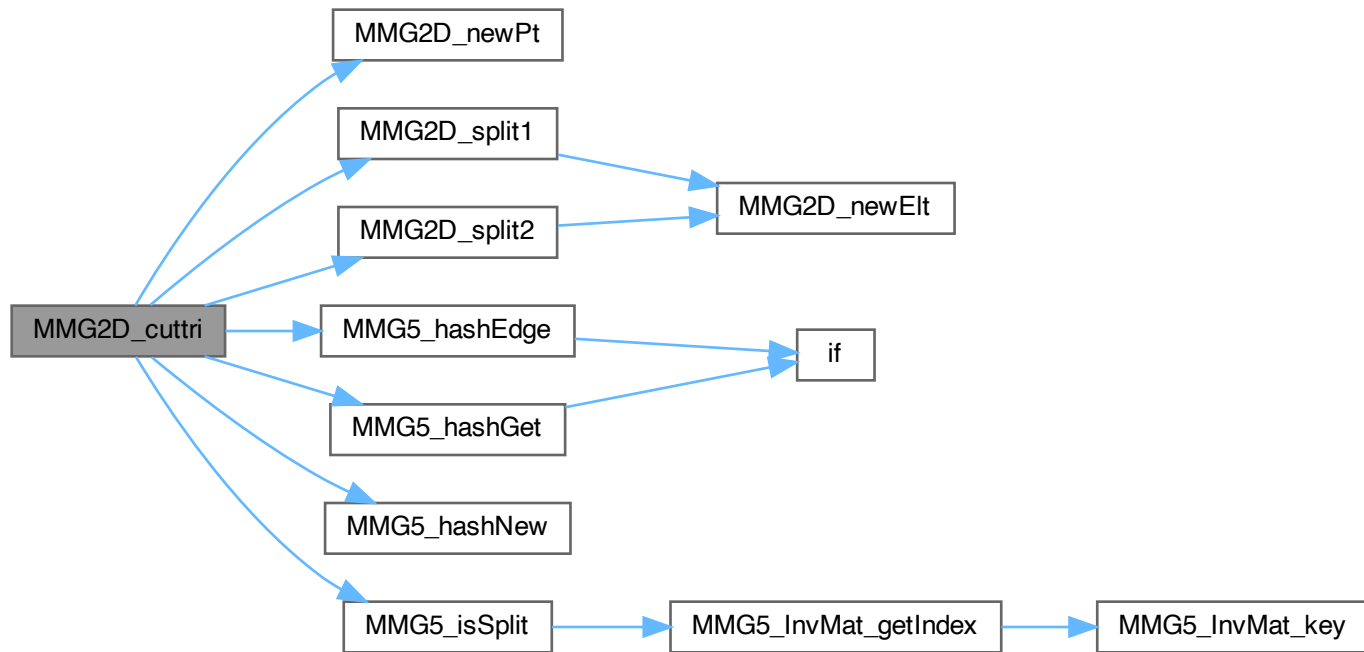 MMG2D_newPt
MMG2D_split1
MMG2D_newElt
MMG2D_split2
MMG2D_cuttri
MMG5_hashEdge
if
MMG5_hashGet
MMG5_hashNew
MMG5_isSplit
MMG5_InvMat_getIndex
MMG5_InvMat_key